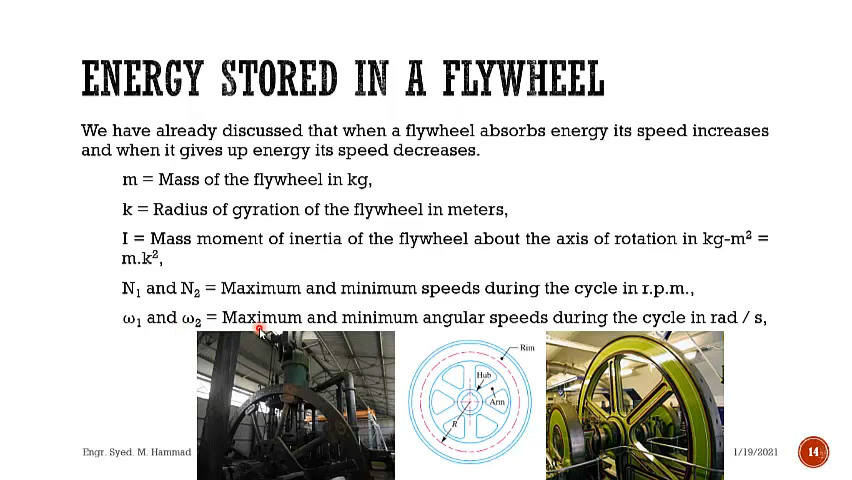 ENERGY STORED IN A FLYWHEEL
We have already discussed that when a flywheel absorbs energy its speed increases
and when it gives up energy its speed decreases.
m = Mass of the flywheel in kg,
k = Radius of gyration of the flywheel in meters,
I = Mass moment of inertia of the flywheel about the axis of rotation in kg-m² =
m.k²,
N₁ and N₂ = Maximum and minimum speeds during the cycle in r.p.m.,
ω₁ and ω₂ = Maximum and minimum angular speeds during the cycle in rad / s,
Rim
Hub
Arm
R
Engr. Syed. M. Hammad
1/19/2021
14